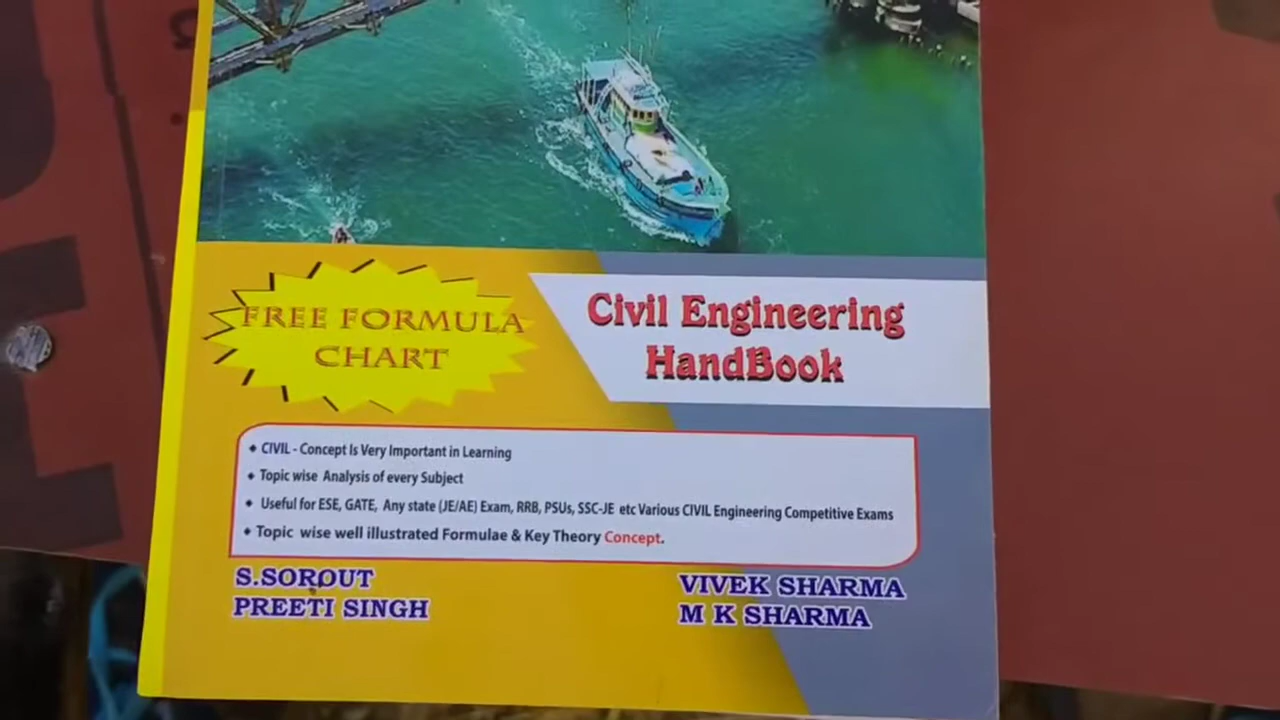 FREE FORMULA
CHART
Civil Engineering
HandBook
CIVIL - Concept Is Very Important in Learning
Topic wise Analysis of every Subject
Useful for ESE, GATE, Any state (JE/AE) Exam, RRB, PSUs, SSC-JE etc Various CIVIL Engineering Competitive Exams
Topic wise well illustrated Formulae & Key Theory Concept.
S.SOROUT
PREETI SINGH
VIVEK SHARMA
M K SHARMA